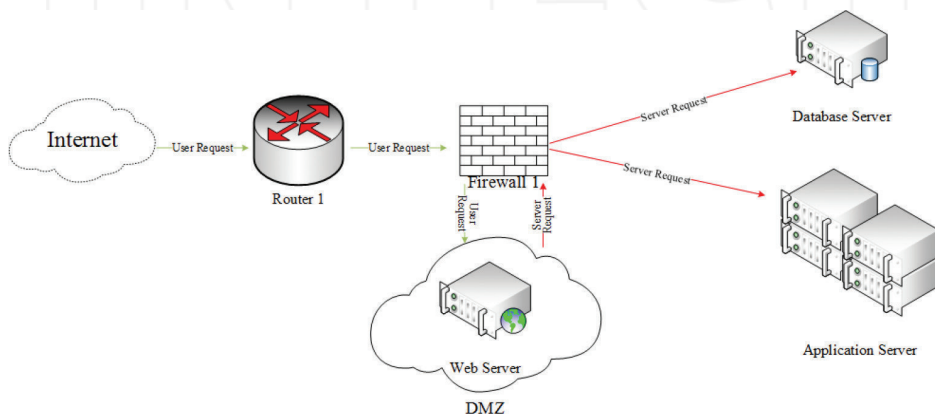 Internet
User Request
Router 1
User Request
Firewall 1
Server Request
Database Server
Server Request
Application Server
User
Request
Server
Request
Web Server
DMZ